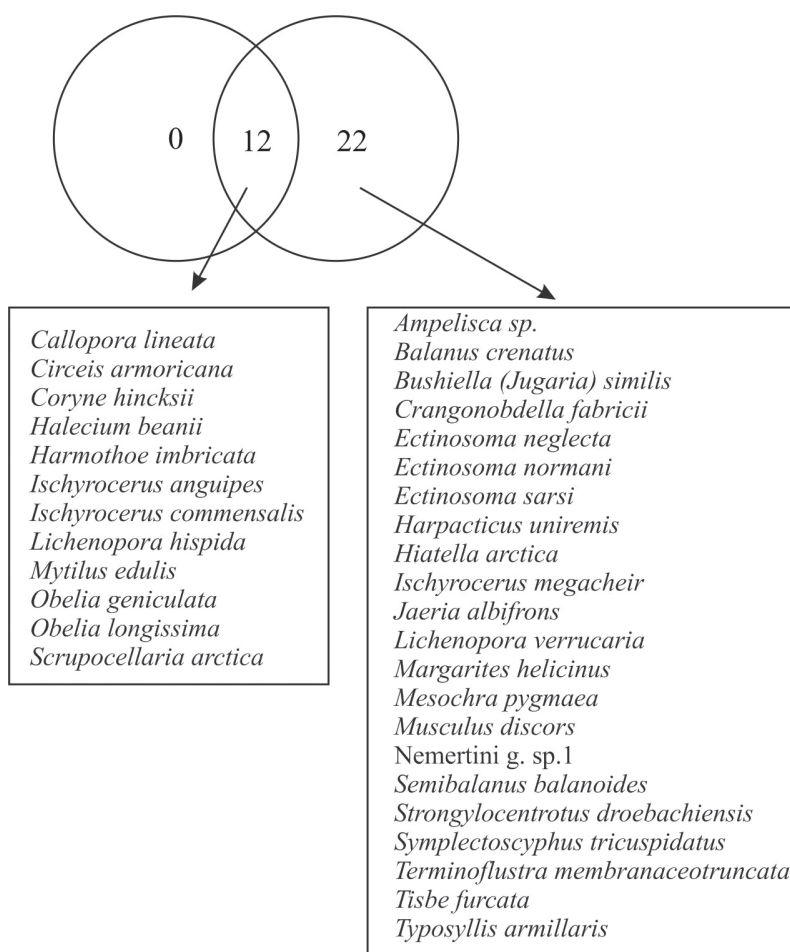 0
12
22
Callopora lineata
Circeis armoricana
Coryne hincksii
Halecium beanii
Harmothoe imbricata
Ischyrocerus anguipes
Ischyrocerus commensalis
Lichenopora hispida
Mytilus edulis
Obelia geniculata
Obelia longissima
Scrupocellaria arctica
Ampelisca sp.
Balanus crenatus
Bushiella (Jugaria) similis
Crangonobdella fabricii
Ectinosoma neglecta
Ectinosoma normani
Ectinosoma sarsi
Harpacticus uniremis
Hiatella arctica
Ischyrocerus megacheir
Jaeria albifrons
Lichenopora verrucaria
Margarites helicinus
Mesochra pygmaea
Musculus discors
Nemertini g. sp.1
Semibalanus balanoides
Strongylocentrotus droebachiensis
Symplectoscyphus tricuspidatus
Terminoflustra membranaceotruncata
Tisbe furcata
Typosyllis armillaris